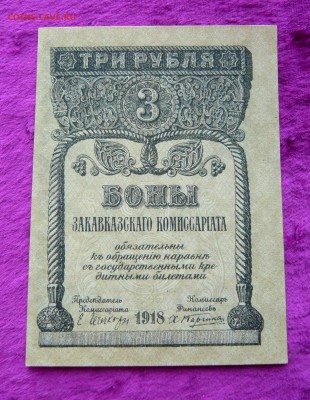 ТРИ РУБЛЯ
3
БОНЫ
ЗАКАВКАЗСКАГО КОМИССАРІАТА
обязательны
къ обращенію наравнѣ
съ государственными кре-
дитными билетами.
Предсѣдатель Комиссаръ
Комиссаріата Финансовъ
1918